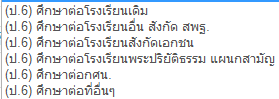 (ป.6) ศึกษาต่อโรงเรียนเดิม
(ป.6) ศึกษาต่อโรงเรียนอื่น สังกัด สพฐ.
(ป.6) ศึกษาต่อโรงเรียนสังกัดเอกชน
(ป.6) ศึกษาต่อโรงเรียนพระปริยัติธรรม แผนกสามัญ
(ป.6) ศึกษาต่อกศน.
(ป.6) ศึกษาต่อที่อื่นๆ